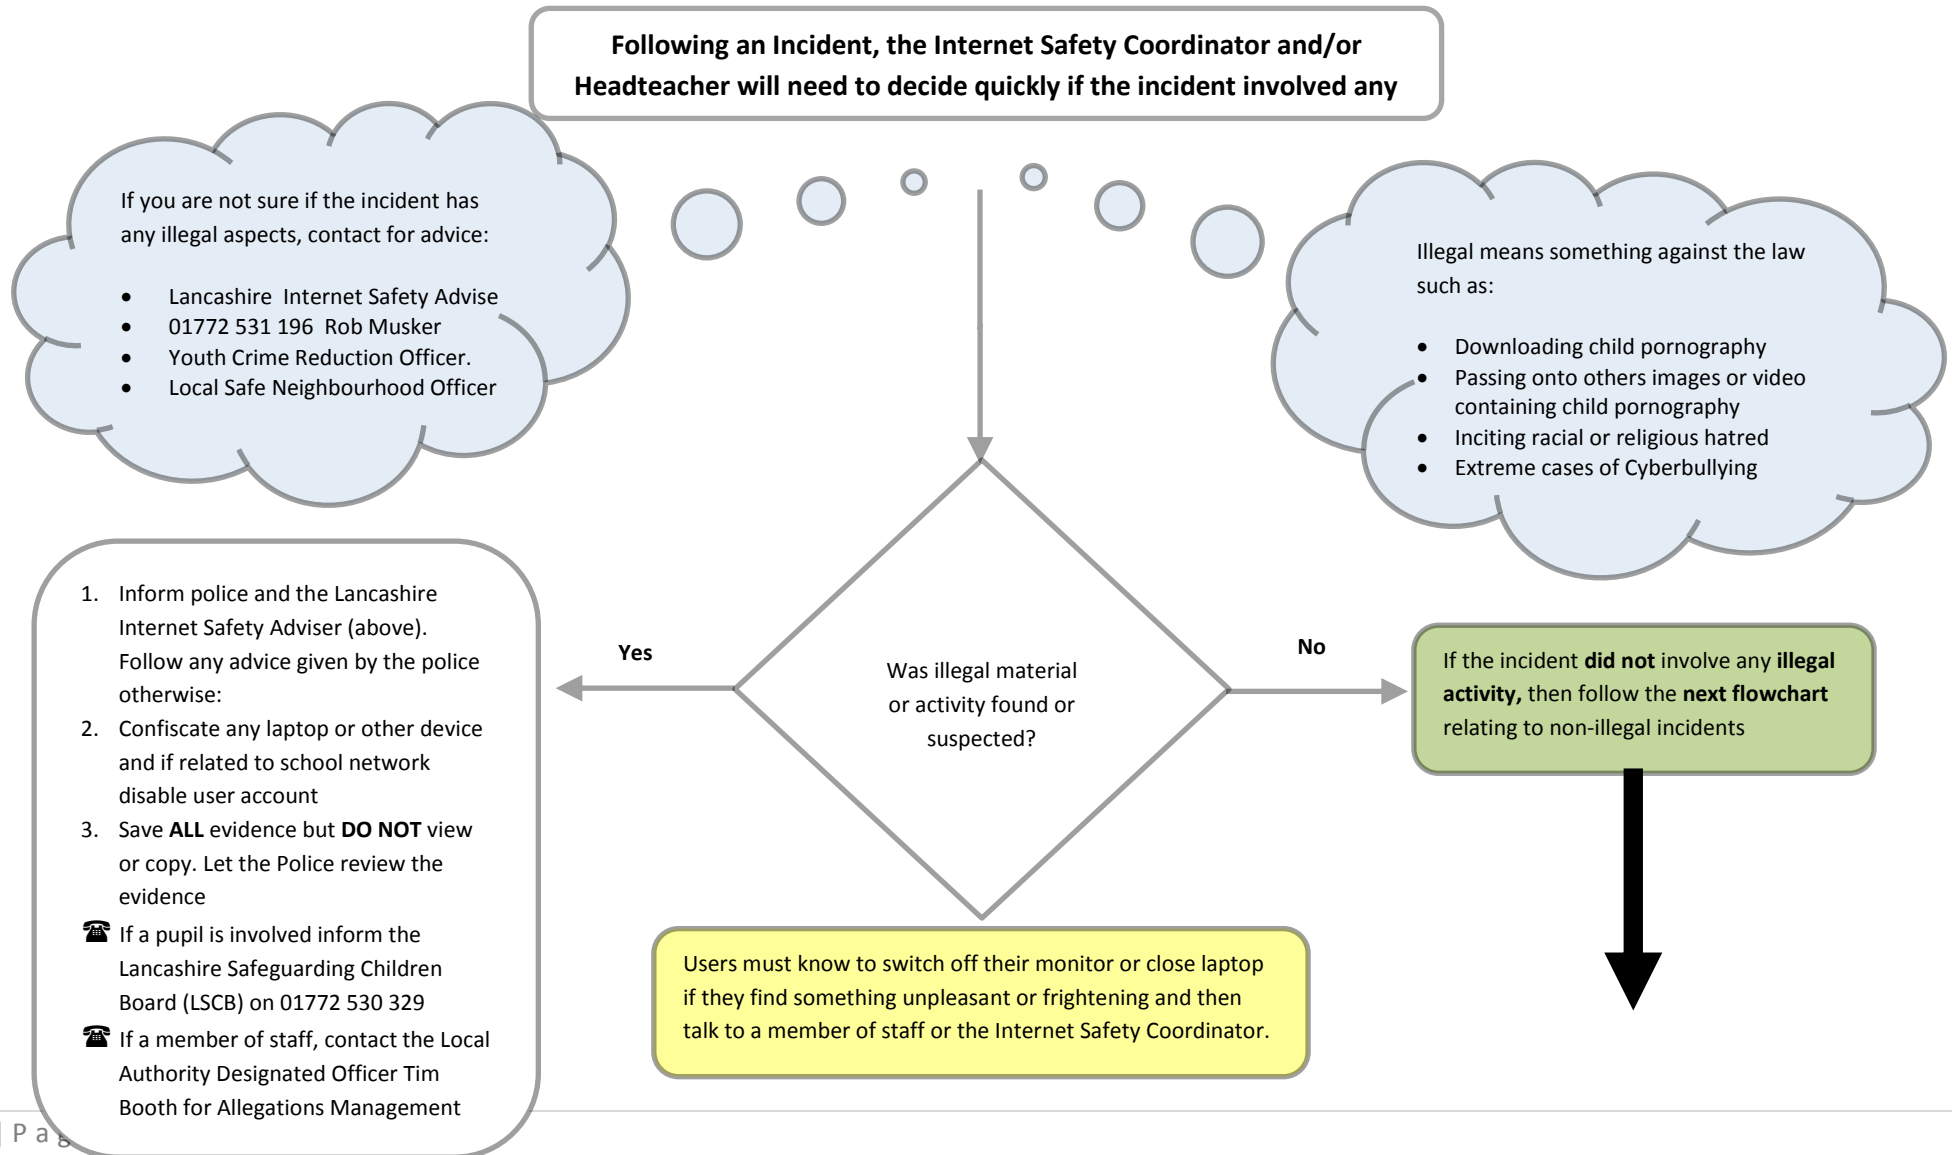 Following an Incident, the Internet Safety Coordinator and/or
Headteacher will need to decide quickly if the incident involved any
If you are not sure if the incident has
any illegal aspects, contact for advice:
• Lancashire Internet Safety Advise
• 01772 531 196 Rob Musker
• Youth Crime Reduction Officer.
• Local Safe Neighbourhood Officer
Illegal means something against the law
such as:
• Downloading child pornography
• Passing onto others images or video
containing child pornography
• Inciting racial or religious hatred
• Extreme cases of Cyberbullying
1. Inform police and the Lancashire
Internet Safety Adviser (above).
Follow any advice given by the police
otherwise:
2. Confiscate any laptop or other device
and if related to school network
disable user account
3. Save ALL evidence but DO NOT view
or copy. Let the Police review the
evidence
☎ If a pupil is involved inform the
Lancashire Safeguarding Children
Board (LSCB) on 01772 530 329
☎ If a member of staff, contact the Local
Authority Designated Officer Tim
Booth for Allegations Management
Yes
Was illegal material
or activity found or
suspected?
No
If the incident did not involve any illegal
activity, then follow the next flowchart
relating to non-illegal incidents
Users must know to switch off their monitor or close laptop
if they find something unpleasant or frightening and then
talk to a member of staff or the Internet Safety Coordinator.
| P a g